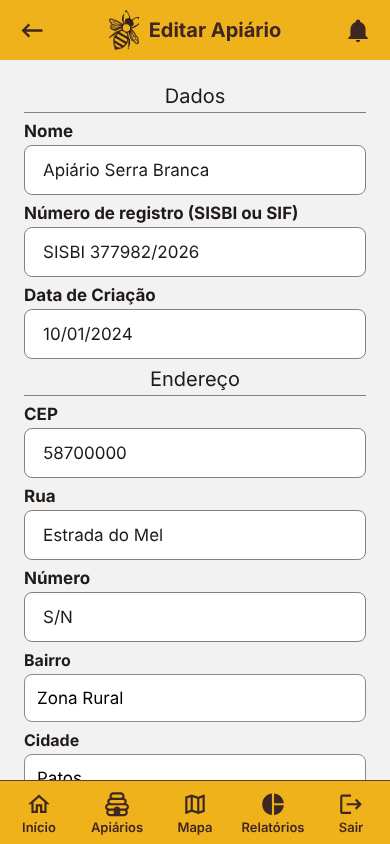 Editar Apiário
Dados
Nome
Apiário Serra Branca
Número de registro (SISBI ou SIF)
SISBI 377982/2026
Data de Criação
10/01/2024
Endereço
CEP
58700000
Rua
Estrada do Mel
Número
S/N
Bairro
Zona Rural
Cidade
Patos
Início Apiários Mapa Relatórios Sair